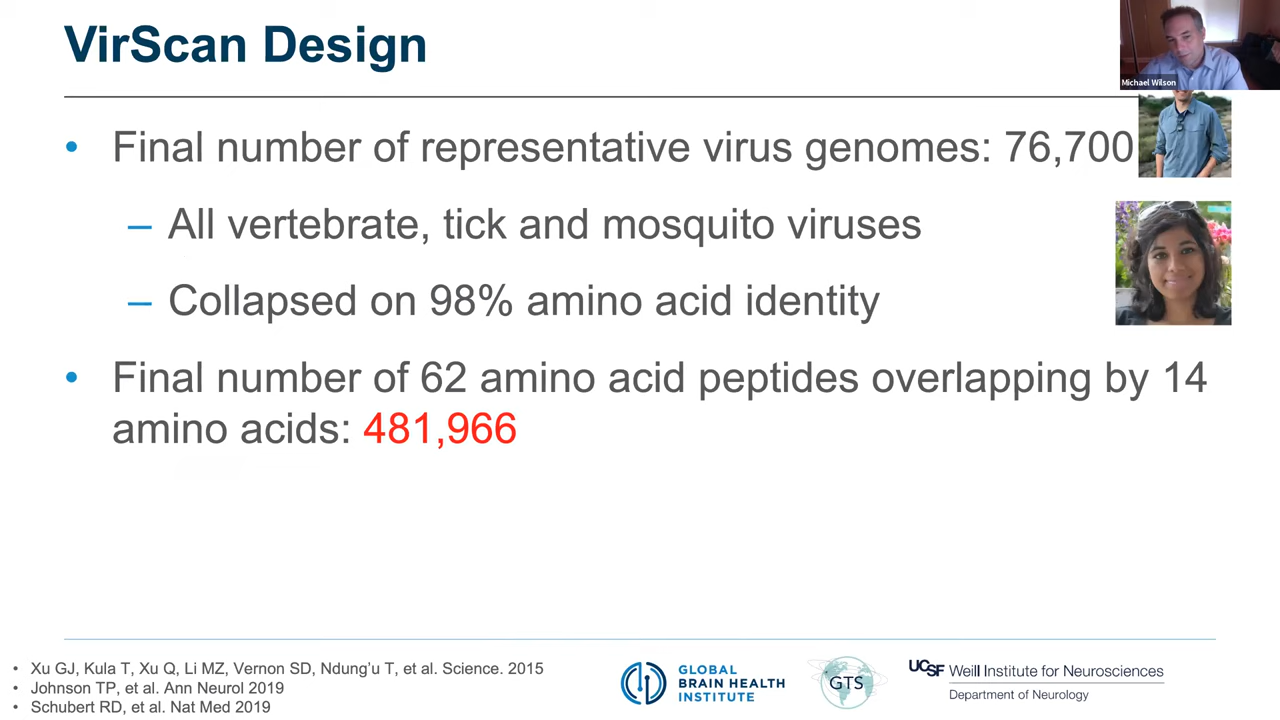 VirScan Design
Michael Wilson
• Final number of representative virus genomes: 76,700
– All vertebrate, tick and mosquito viruses
– Collapsed on 98% amino acid identity
• Final number of 62 amino acid peptides overlapping by 14
amino acids: 481,966
• Xu GJ, Kula T, Xu Q, Li MZ, Vernon SD, Ndung’u T, et al. Science. 2015
• Johnson TP, et al. Ann Neurol 2019
• Schubert RD, et al. Nat Med 2019
GLOBAL
BRAIN HEALTH
INSTITUTE
GTS
UCSF Weill Institute for Neurosciences
Department of Neurology